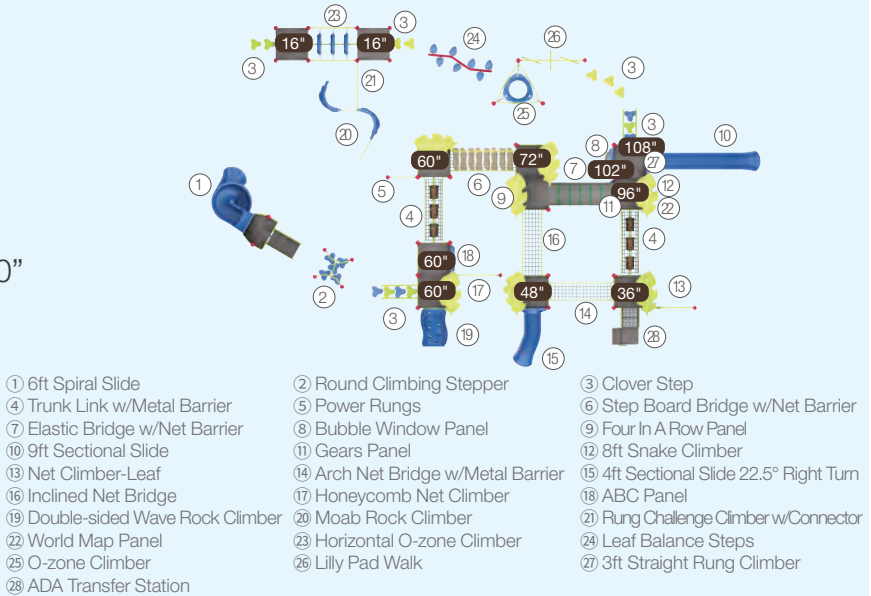 23
3
16"
16"
24
26
3
3
21
25
20
3
10
8
108"
27
1
60"
72"
102"
7
12
6
96"
5
9
11
22
4
16
4
60"
18
60"
17
48"
36"
13
2
0"
3
14
19
15
28
① 6ft Spiral Slide
② Round Climbing Stepper
③ Clover Step
④ Trunk Link w/Metal Barrier
⑤ Power Rungs
⑥ Step Board Bridge w/Net Barrier
⑦ Elastic Bridge w/Net Barrier
⑧ Bubble Window Panel
⑨ Four In A Row Panel
⑩ 9ft Sectional Slide
⑪ Gears Panel
⑫ 8ft Snake Climber
⑬ Net Climber-Leaf
⑭ Arch Net Bridge w/Metal Barrier
⑮ 4ft Sectional Slide 22.5° Right Turn
⑯ Inclined Net Bridge
⑰ Honeycomb Net Climber
⑱ ABC Panel
⑲ Double-sided Wave Rock Climber
⑳ Moab Rock Climber
㉑ Rung Challenge Climber w/Connector
㉒ World Map Panel
㉓ Horizontal O-zone Climber
㉔ Leaf Balance Steps
㉕ O-zone Climber
㉖ Lilly Pad Walk
㉗ 3ft Straight Rung Climber
㉘ ADA Transfer Station